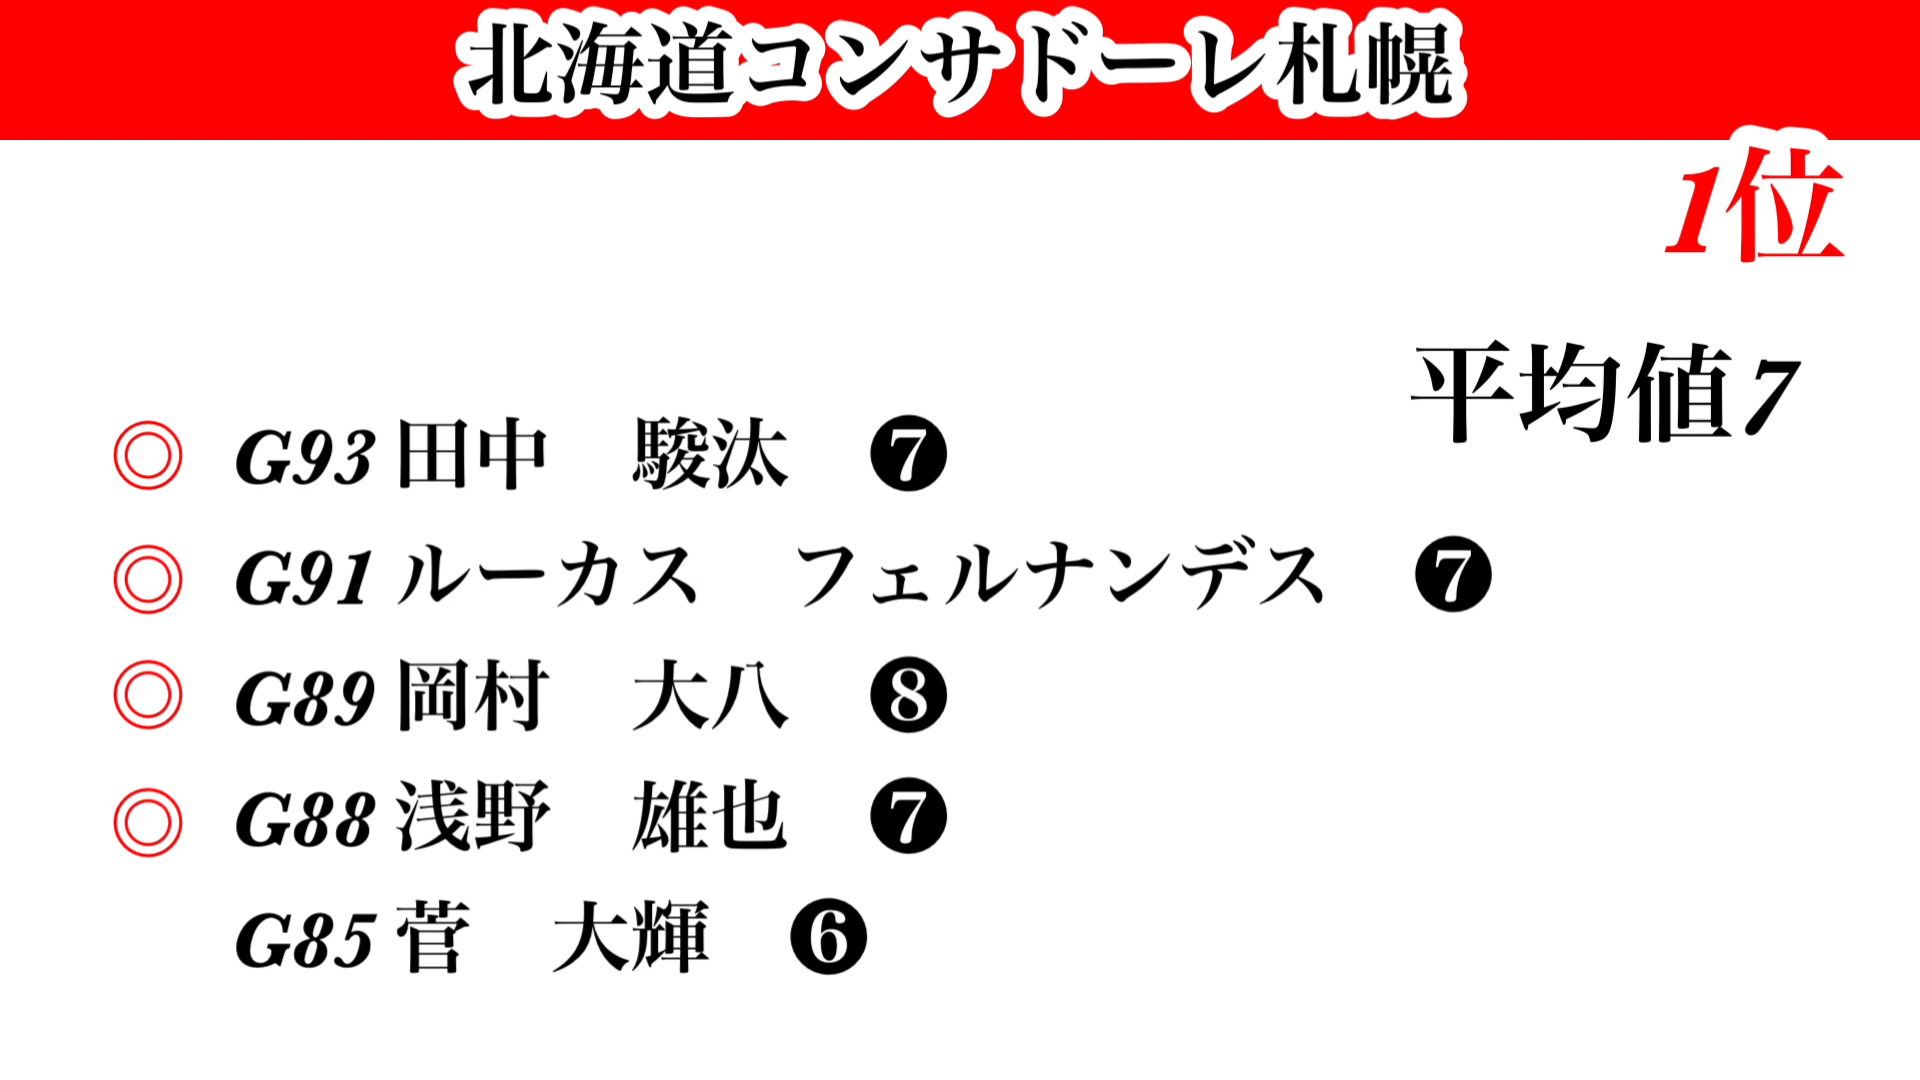 北海道コンサドーレ札幌
1位
平均値7
◎ G93 田中　駿汰　❼
◎ G91 ルーカス　フェルナンデス　❼
◎ G89 岡村　大八　❽
◎ G88 浅野　雄也　❼
G85 菅　大輝　❻